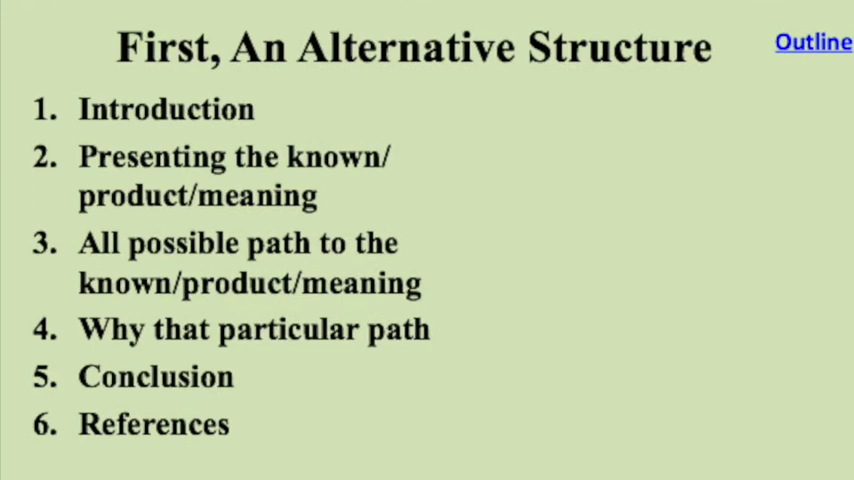 First, An Alternative Structure
Outline
1. Introduction
2. Presenting the known/
product/meaning
3. All possible path to the
known/product/meaning
4. Why that particular path
5. Conclusion
6. References